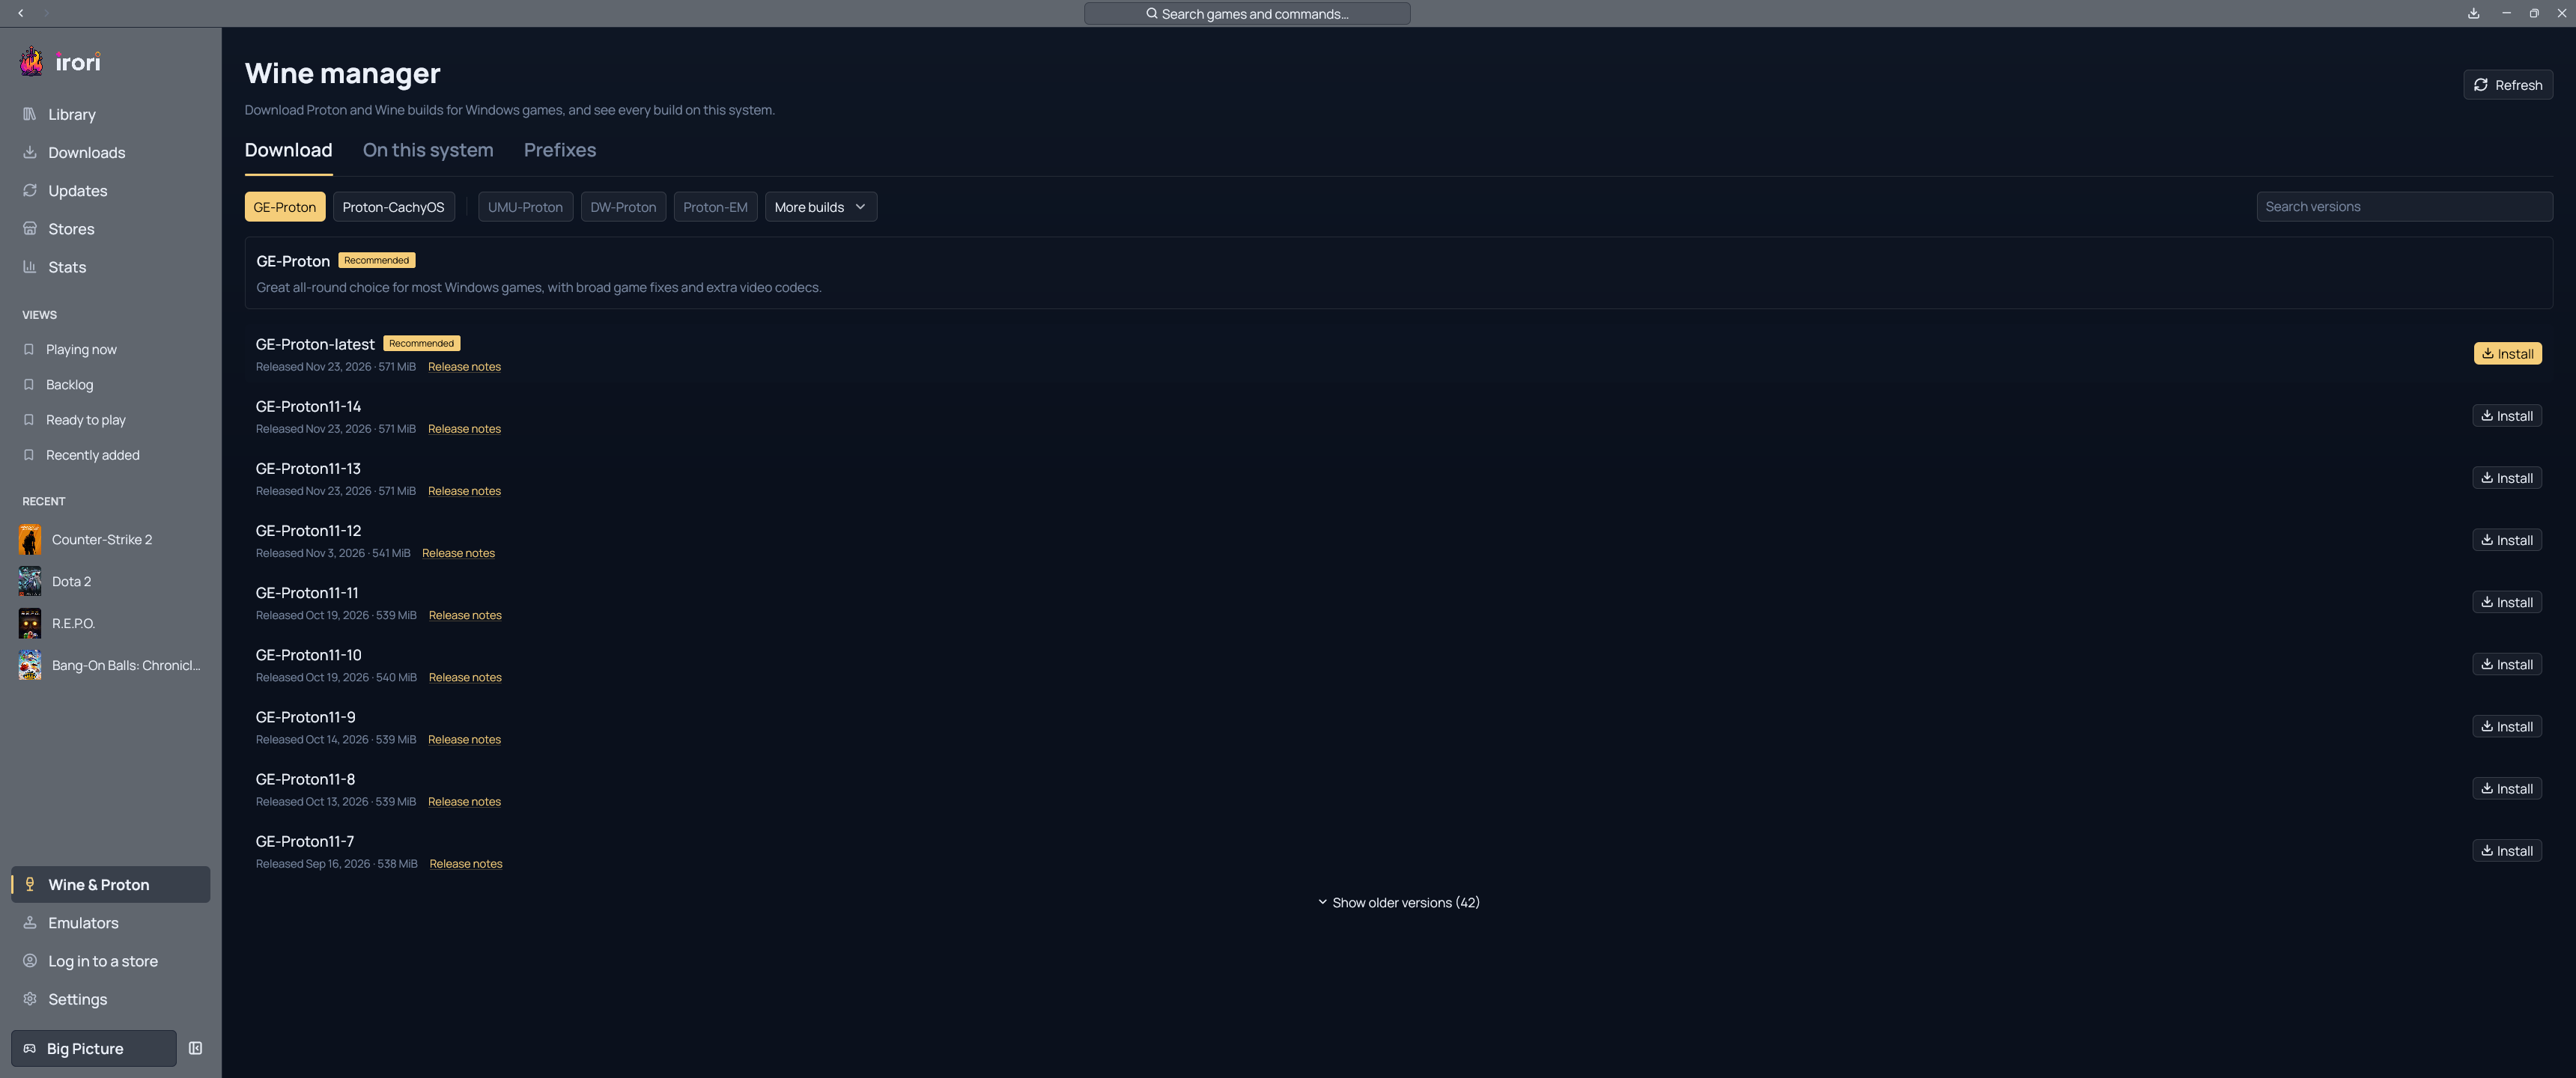 Search games and commands...
irori
Library
Downloads
Updates
Stores
Stats
VIEWS
Playing now
Backlog
Ready to play
Recently added
RECENT
Counter-Strike 2
Dota 2
R.E.P.O.
Bang-On Balls: Chronicl...
Wine & Proton
Emulators
Log in to a store
Settings
Big Picture
Wine manager
Download Proton and Wine builds for Windows games, and see every build on this system.
Refresh
Download On this system Prefixes
GE-Proton Proton-CachyOS UMU-Proton DW-Proton Proton-EM More builds Search versions
GE-Proton Recommended
Great all-round choice for most Windows games, with broad game fixes and extra video codecs.
GE-Proton-latest Recommended
Released Nov 23, 2026 · 571 MiB Release notes
Install
GE-Proton11-14
Released Nov 23, 2026 · 571 MiB Release notes
Install
GE-Proton11-13
Released Nov 23, 2026 · 571 MiB Release notes
Install
GE-Proton11-12
Released Nov 3, 2026 · 541 MiB Release notes
Install
GE-Proton11-11
Released Oct 19, 2026 · 539 MiB Release notes
Install
GE-Proton11-10
Released Oct 19, 2026 · 540 MiB Release notes
Install
GE-Proton11-9
Released Oct 14, 2026 · 539 MiB Release notes
Install
GE-Proton11-8
Released Oct 13, 2026 · 539 MiB Release notes
Install
GE-Proton11-7
Released Sep 16, 2026 · 538 MiB Release notes
Install
Show older versions (42)